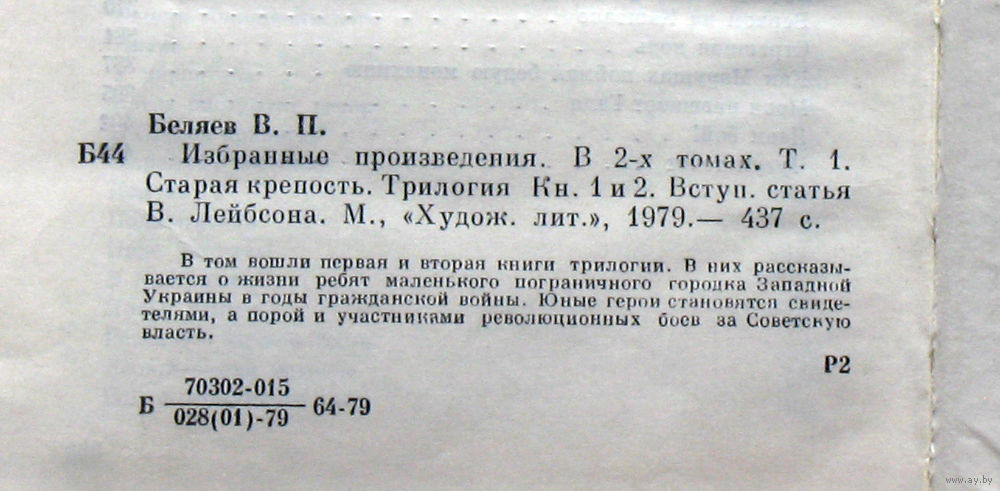 Беляев В. П.
Б44 Избранные произведения. В 2-х томах. Т. 1.
Старая крепость. Трилогия Кн. 1 и 2. Вступ. статья
В. Лейбсона. М., «Худож. лит.», 1979.— 437 с.
В том вошли первая и вторая книги трилогии. В них рассказы-
вается о жизни ребят маленького пограничного городка Западной
Украины в годы гражданской войны. Юные герои становятся свиде-
телями, а порой и участниками революционных боев за Советскую
власть.
Р2
70302-015
Б 64-79
028(01)-79
www.ay.by